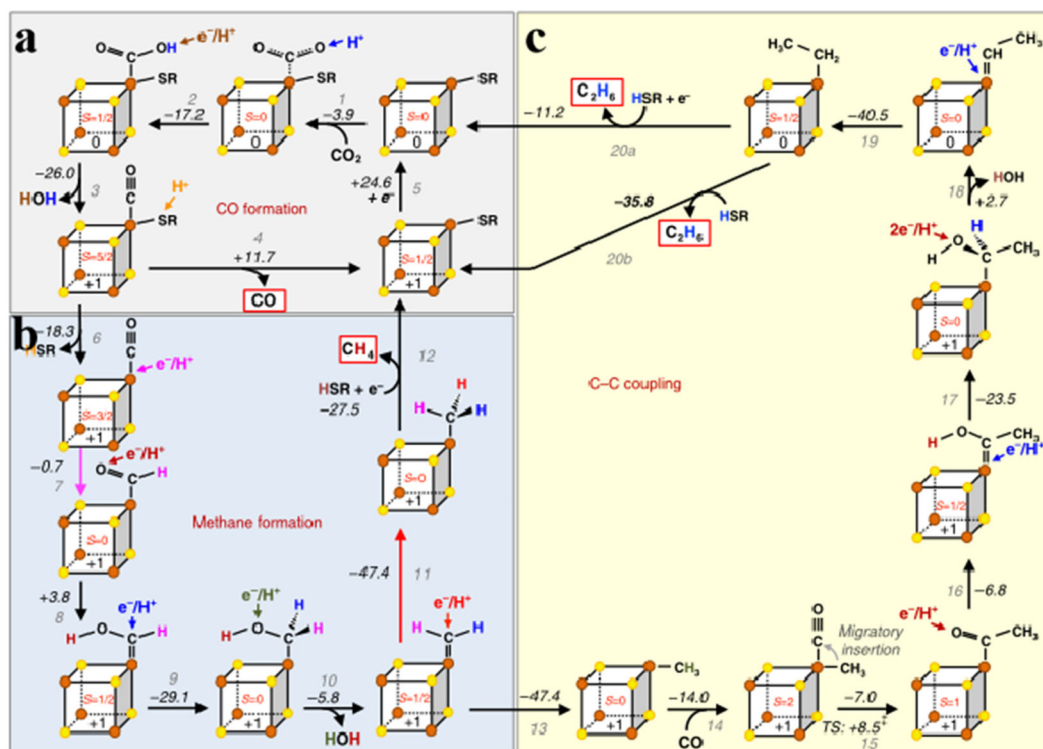 a
O
OH
e⁻/H⁺
C
SR
S=1/2
0
2
−17.2
O
O
H⁺
C
SR
S=0
0
1
−3.9
CO₂
SR
S=0
0
−26.0
HOH
3
O
C
H⁺
SR
S=5/2
+1
CO formation
4
+11.7
CO
+24.6
+ e⁻
5
SR
S=1/2
b
−18.3
HSR
6
O
C
e⁻/H⁺
S=3/2
+1
−0.7
7
e⁻/H⁺
O
C
H
S=0
+1
+3.8
8
Methane formation
e⁻/H⁺
H
O
C
H
S=1/2
+1
9
−29.1
e⁻/H⁺
H
O
C
H
H
S=0
+1
10
−5.8
HOH
e⁻/H⁺
H
C
H
S=1/2
+1
−47.4
11
H
H
C
H
S=0
+1
CH₄
12
HSR + e⁻
−27.5
c
−11.2
C₂H₆
HSR + e⁻
20a
H₃C
CH₂
S=1/2
0
−40.5
19
CH₃
e⁻/H⁺
CH
S=0
0
−35.8
C₂H₆
HSR
20b
18
HOH
+2.7
2e⁻/H⁺
H
O
H
C
CH₃
S=0
+1
C–C coupling
17
−23.5
H
O
CH₃
C
e⁻/H⁺
S=1/2
+1
16
−6.8
−47.4
13
CH₃
S=0
+1
−14.0
14
CO
O
C
Migratory
insertion
CH₃
S=2
+1
−7.0
TS: +8.5‡
15
e⁻/H⁺
O
C
CH₃
S=1
+1